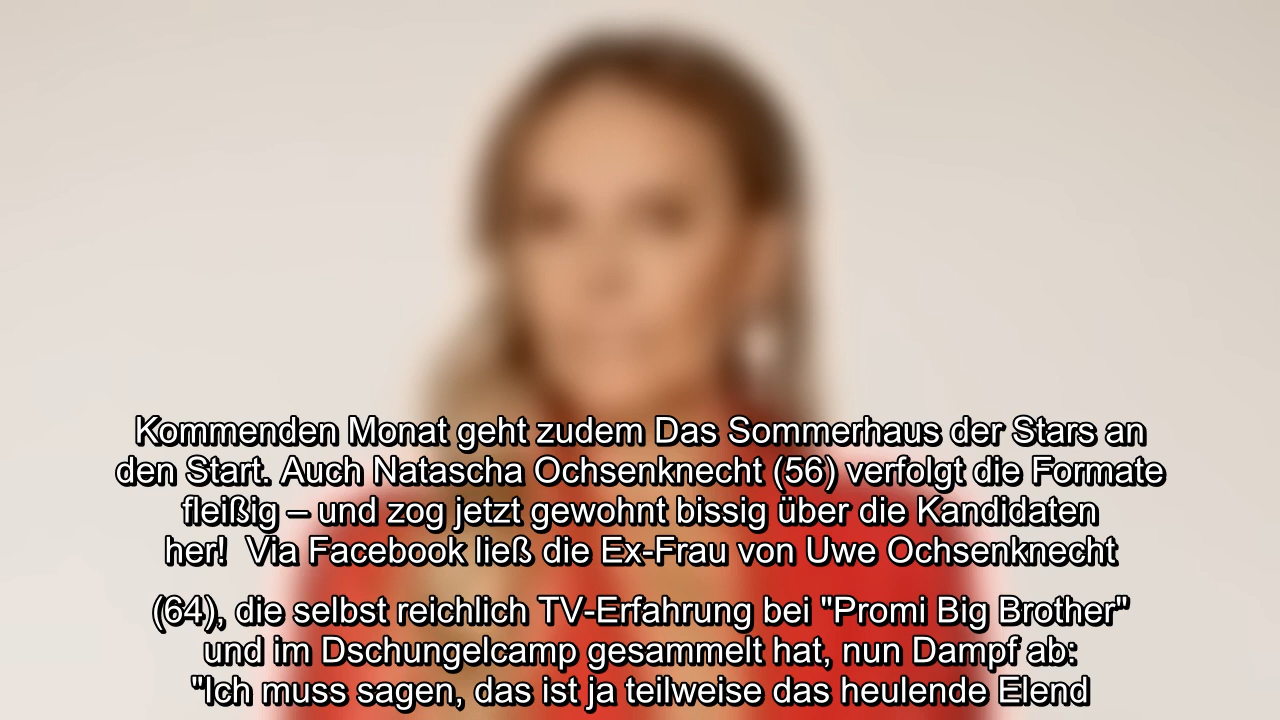 Kommenden Monat geht zudem Das Sommerhaus der Stars an
den Start. Auch Natascha Ochsenknecht (56) verfolgt die Formate
fleißig – und zog jetzt gewohnt bissig über die Kandidaten
her!  Via Facebook ließ die Ex-Frau von Uwe Ochsenknecht
(64), die selbst reichlich TV-Erfahrung bei "Promi Big Brother"
und im Dschungelcamp gesammelt hat, nun Dampf ab:
"Ich muss sagen, das ist ja teilweise das heulende Elend